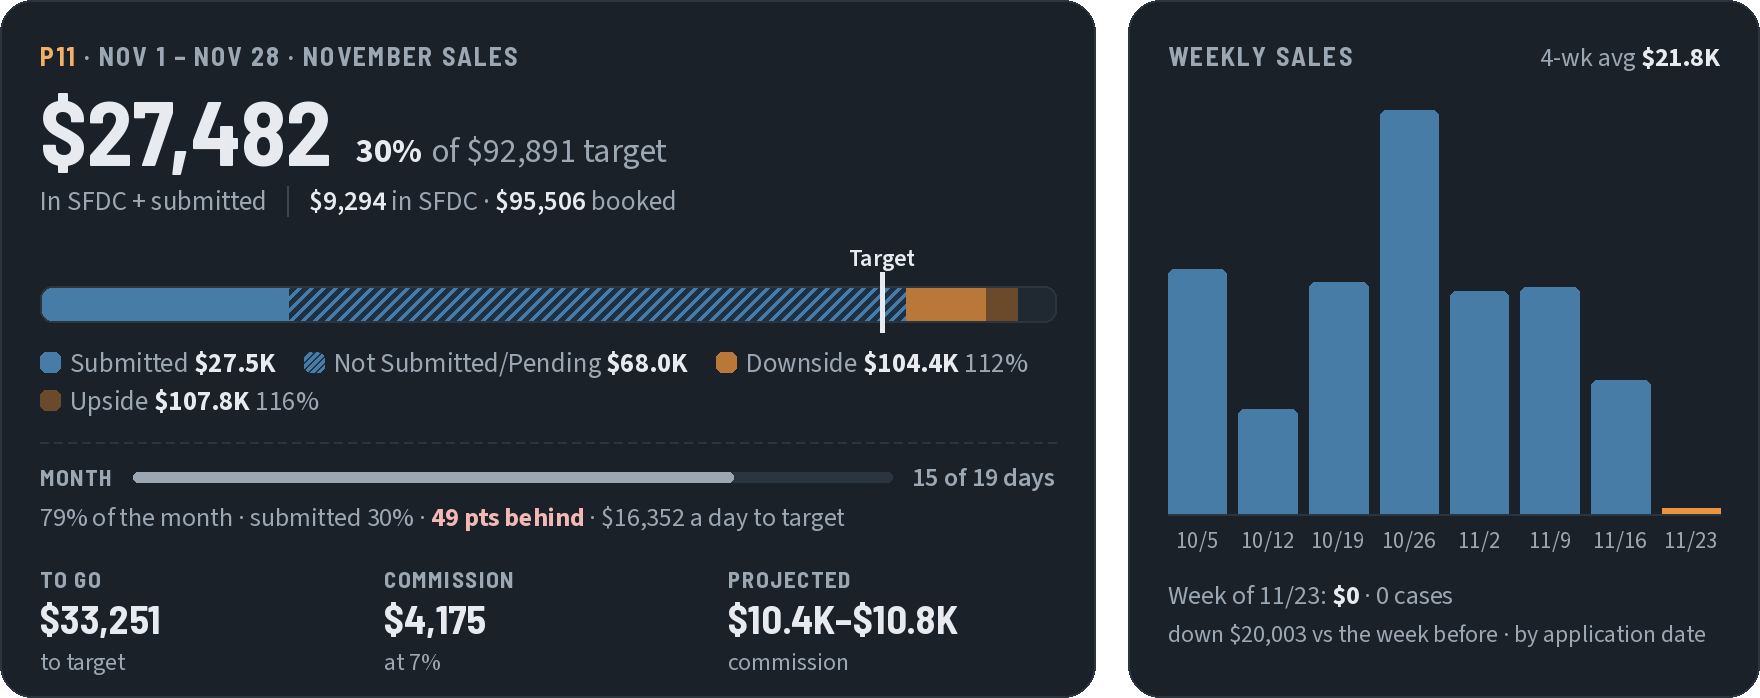 P11 · NOV 1 – NOV 28 · NOVEMBER SALES
$27,482 30% of $92,891 target
In SFDC + submitted $9,294 in SFDC · $95,506 booked
Target
Submitted $27.5K Not Submitted/Pending $68.0K Downside $104.4K 112%
Upside $107.8K 116%
MONTH 15 of 19 days
79% of the month · submitted 30% · 49 pts behind · $16,352 a day to target
TO GO COMMISSION PROJECTED
$33,251 $4,175 $10.4K–$10.8K
to target at 7% commission
WEEKLY SALES 4-wk avg $21.8K
10/5 10/12 10/19 10/26 11/2 11/9 11/16 11/23
Week of 11/23: $0 · 0 cases
down $20,003 vs the week before · by application date